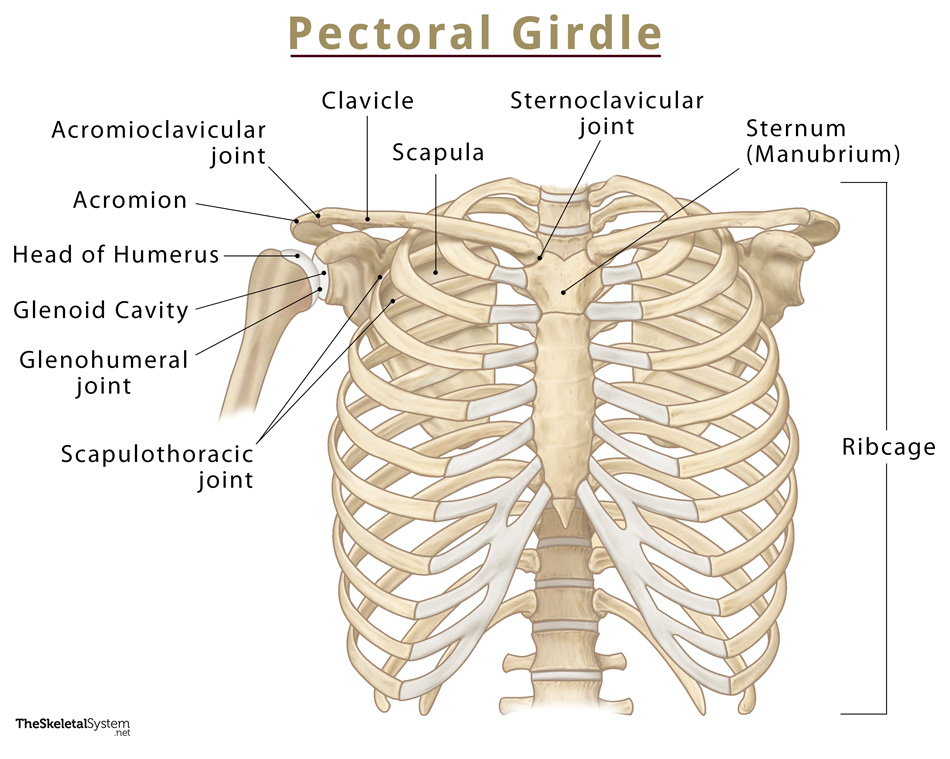 Pectoral Girdle
Clavicle
Sternoclavicular
joint
Acromioclavicular
joint
Scapula
Sternum
(Manubrium)
Acromion
Head of Humerus
Glenoid Cavity
Glenohumeral
joint
Scapulothoracic
joint
Ribcage
TheSkeletalSystem
.net